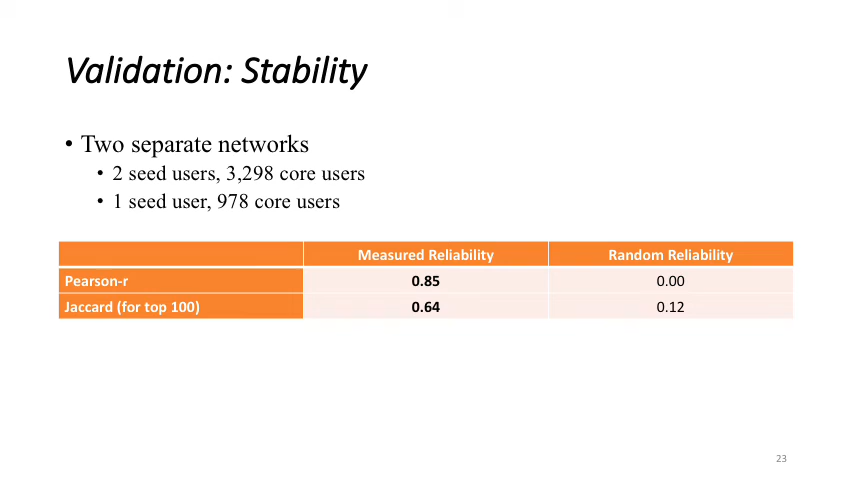 Validation: Stability
• Two separate networks
• 2 seed users, 3,298 core users
• 1 seed user, 978 core users
Measured Reliability Random Reliability
Pearson-r 0.85 0.00
Jaccard (for top 100) 0.64 0.12
23